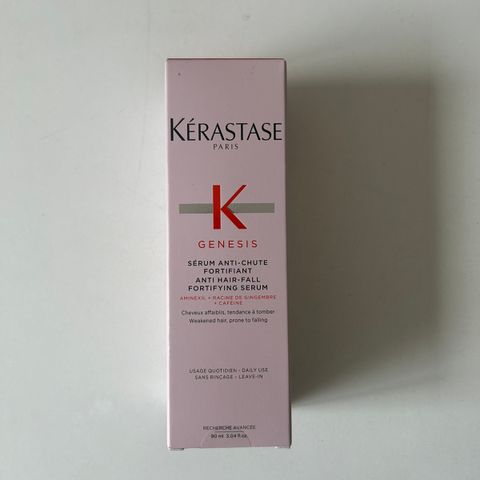 KÉRASTASE
PARIS
K
GENESIS
SÉRUM ANTI-CHUTE
FORTIFIANT
ANTI HAIR-FALL
FORTIFYING SERUM
AMINEXIL + RACINE DE GINGEMBRE
+ CAFÉINE
Cheveux affaiblis, tendance à tomber
Weakened hair, prone to falling
USAGE QUOTIDIEN - DAILY USE
SANS RINÇAGE - LEAVE-IN
RECHERCHE AVANCÉE
90 ml 3.04 fl.oz.